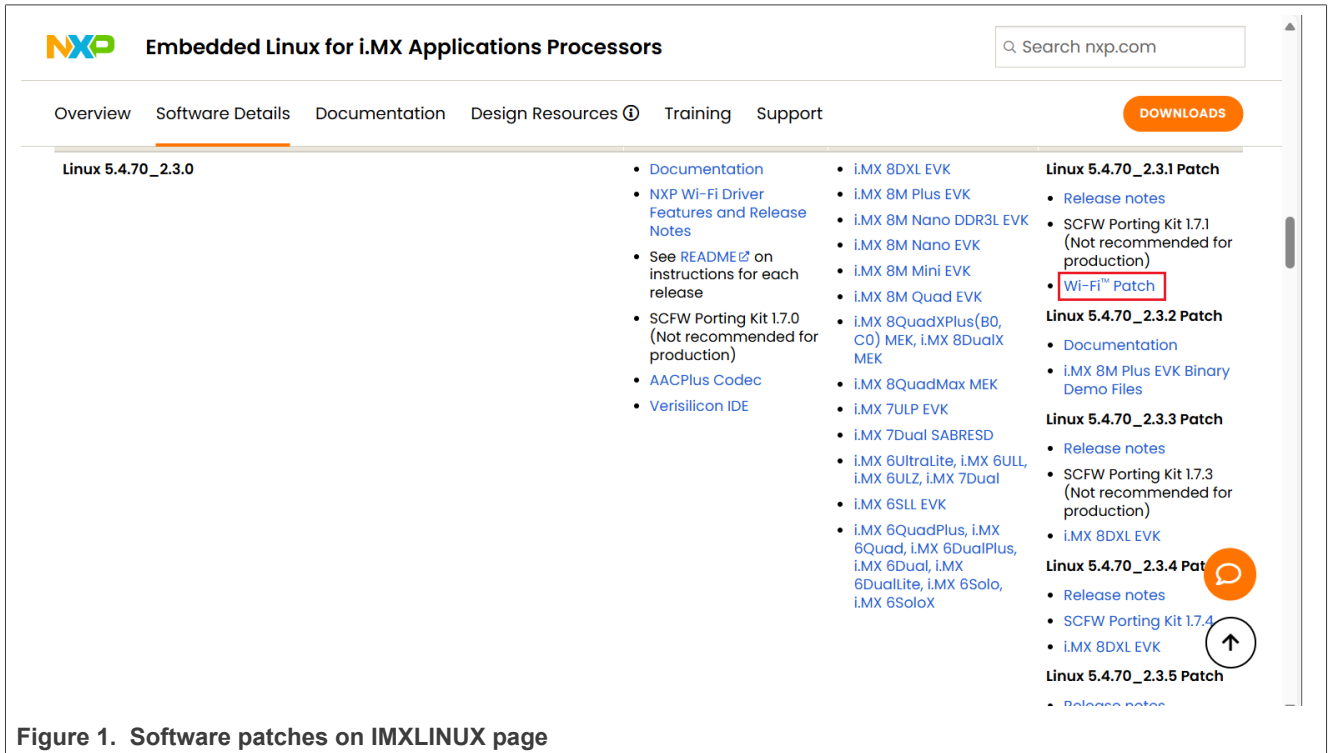 NXP
Embedded Linux for i.MX Applications Processors
Search nxp.com
Overview
Software Details
Documentation
Design Resources
Training
Support
DOWNLOADS
Linux 5.4.70_2.3.0
• Documentation
• NXP Wi-Fi Driver
Features and Release
Notes
• See README on
instructions for each
release
• SCFW Porting Kit 1.7.0
(Not recommended for
production)
• AACPlus Codec
• Verisilicon IDE
• i.MX 8DXL EVK
• i.MX 8M Plus EVK
• i.MX 8M Nano DDR3L EVK
• i.MX 8M Nano EVK
• i.MX 8M Mini EVK
• i.MX 8M Quad EVK
• i.MX 8QuadXPlus(B0,
C0) MEK, i.MX 8DualX
MEK
• i.MX 8QuadMax MEK
• i.MX 7ULP EVK
• i.MX 7Dual SABRESD
• i.MX 6UltraLite, i.MX 6ULL,
i.MX 6ULZ, i.MX 7Dual
• i.MX 6SLL EVK
• i.MX 6QuadPlus, i.MX
6Quad, i.MX 6DualPlus,
i.MX 6Dual, i.MX
6DualLite, i.MX 6Solo,
i.MX 6SoloX
Linux 5.4.70_2.3.1 Patch
• Release notes
• SCFW Porting Kit 1.7.1
(Not recommended for
production)
• Wi-Fi™ Patch
Linux 5.4.70_2.3.2 Patch
• Documentation
• i.MX 8M Plus EVK Binary
Demo Files
Linux 5.4.70_2.3.3 Patch
• Release notes
• SCFW Porting Kit 1.7.3
(Not recommended for
production)
• i.MX 8DXL EVK
Linux 5.4.70_2.3.4 Pat
• Release notes
• SCFW Porting Kit 1.7.4
• i.MX 8DXL EVK
Linux 5.4.70_2.3.5 Patch
• Release notes
Figure 1. Software patches on IMXLINUX page